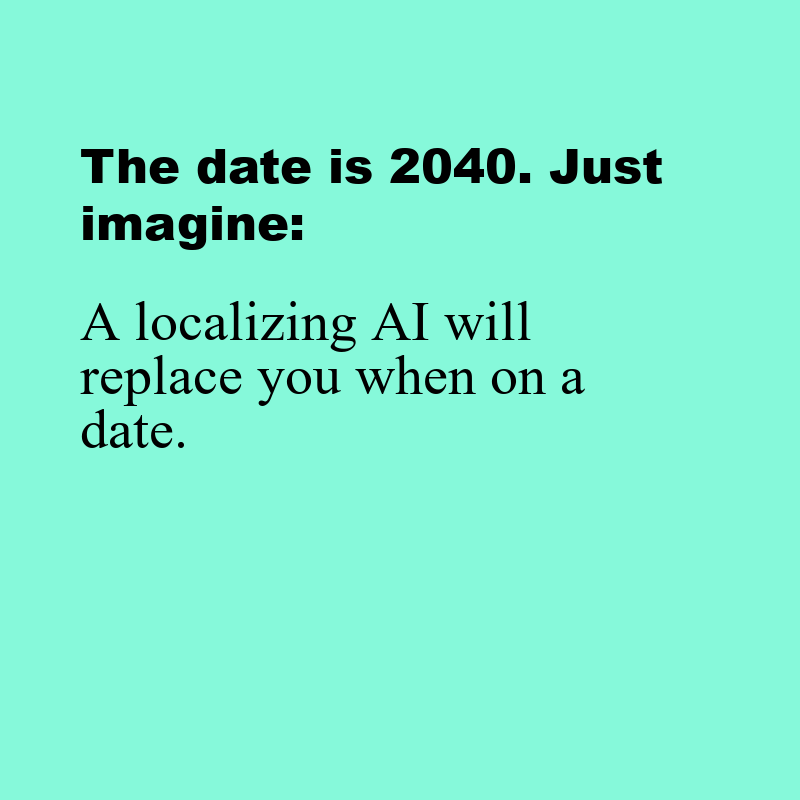 The date is 2040. Just
imagine:
A localizing AI will
replace you when on a
date.